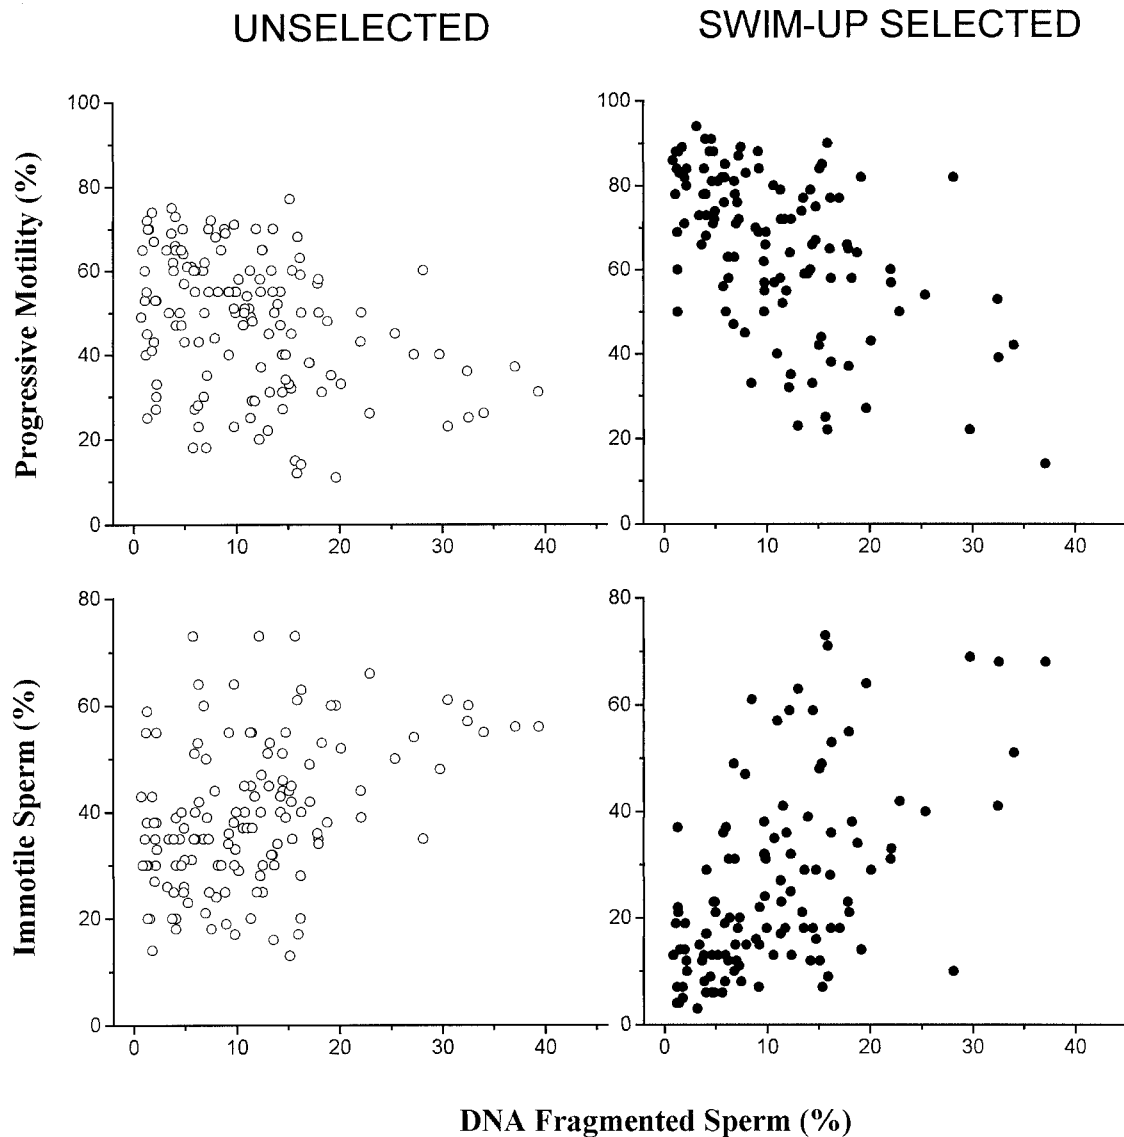 UNSELECTED
SWIM-UP SELECTED
Progressive Motility (%)
100
80
60
40
20
0
0 10 20 30 40
100
80
60
40
20
0
0 10 20 30 40
Immotile Sperm (%)
80
60
40
20
0
0 10 20 30 40
80
60
40
20
0
0 10 20 30 40
DNA Fragmented Sperm (%)